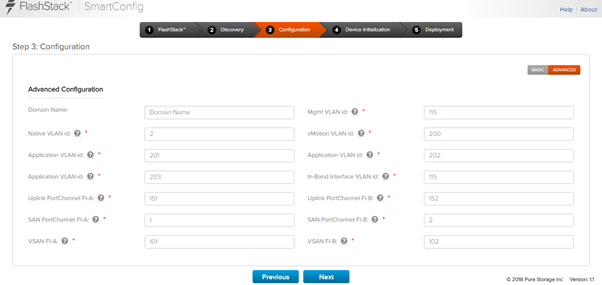 FlashStack™ SmartConfig
Help | About
1 FlashStack™ 2 Discovery 3 Configuration 4 Device Initialization 5 Deployment
Step 3: Configuration
BASIC ADVANCED
Advanced Configuration
Domain Name: Domain Name Mgmt VLAN id: ? * 115
Native VLAN id: ? * 2 vMotion VLAN id: ? * 200
Application VLAN id: ? * 201 Application VLAN id: ? * 202
Application VLAN id: ? * 203 In-Band Interface VLAN id: ? * 115
Uplink PortChannel FI-A: ? * 151 Uplink PortChannel FI-B: ? * 152
SAN PortChannel FI-A: ? * 1 SAN PortChannel FI-B: ? * 2
VSAN FI-A: ? * 101 VSAN FI-B: ? * 102
Previous Next
© 2018 Pure Storage Inc Version: 1.1